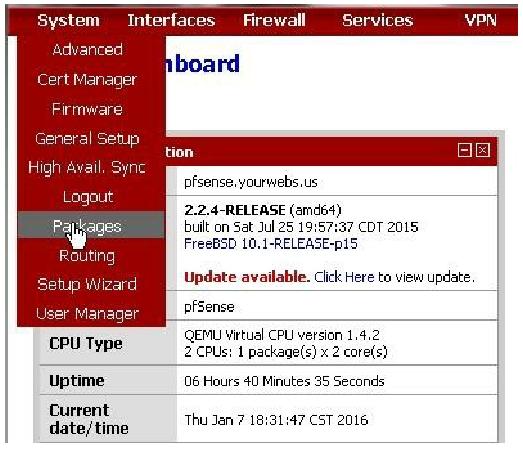 System Interfaces Firewall Services VPN
Advanced
Cert Manager
Firmware
General Setup
High Avail. Sync
Logout
Packages
Routing
Setup Wizard
User Manager
board
tion
pfsense.yourwebs.us
2.2.4-RELEASE (amd64)
built on Sat Jul 25 19:57:37 CDT 2015
FreeBSD 10.1-RELEASE-p15
Update available. Click Here to view update.
pfSense
CPU Type
QEMU Virtual CPU version 1.4.2
2 CPUs: 1 package(s) x 2 core(s)
Uptime
06 Hours 40 Minutes 35 Seconds
Current
date/time
Thu Jan 7 18:31:47 CST 2016